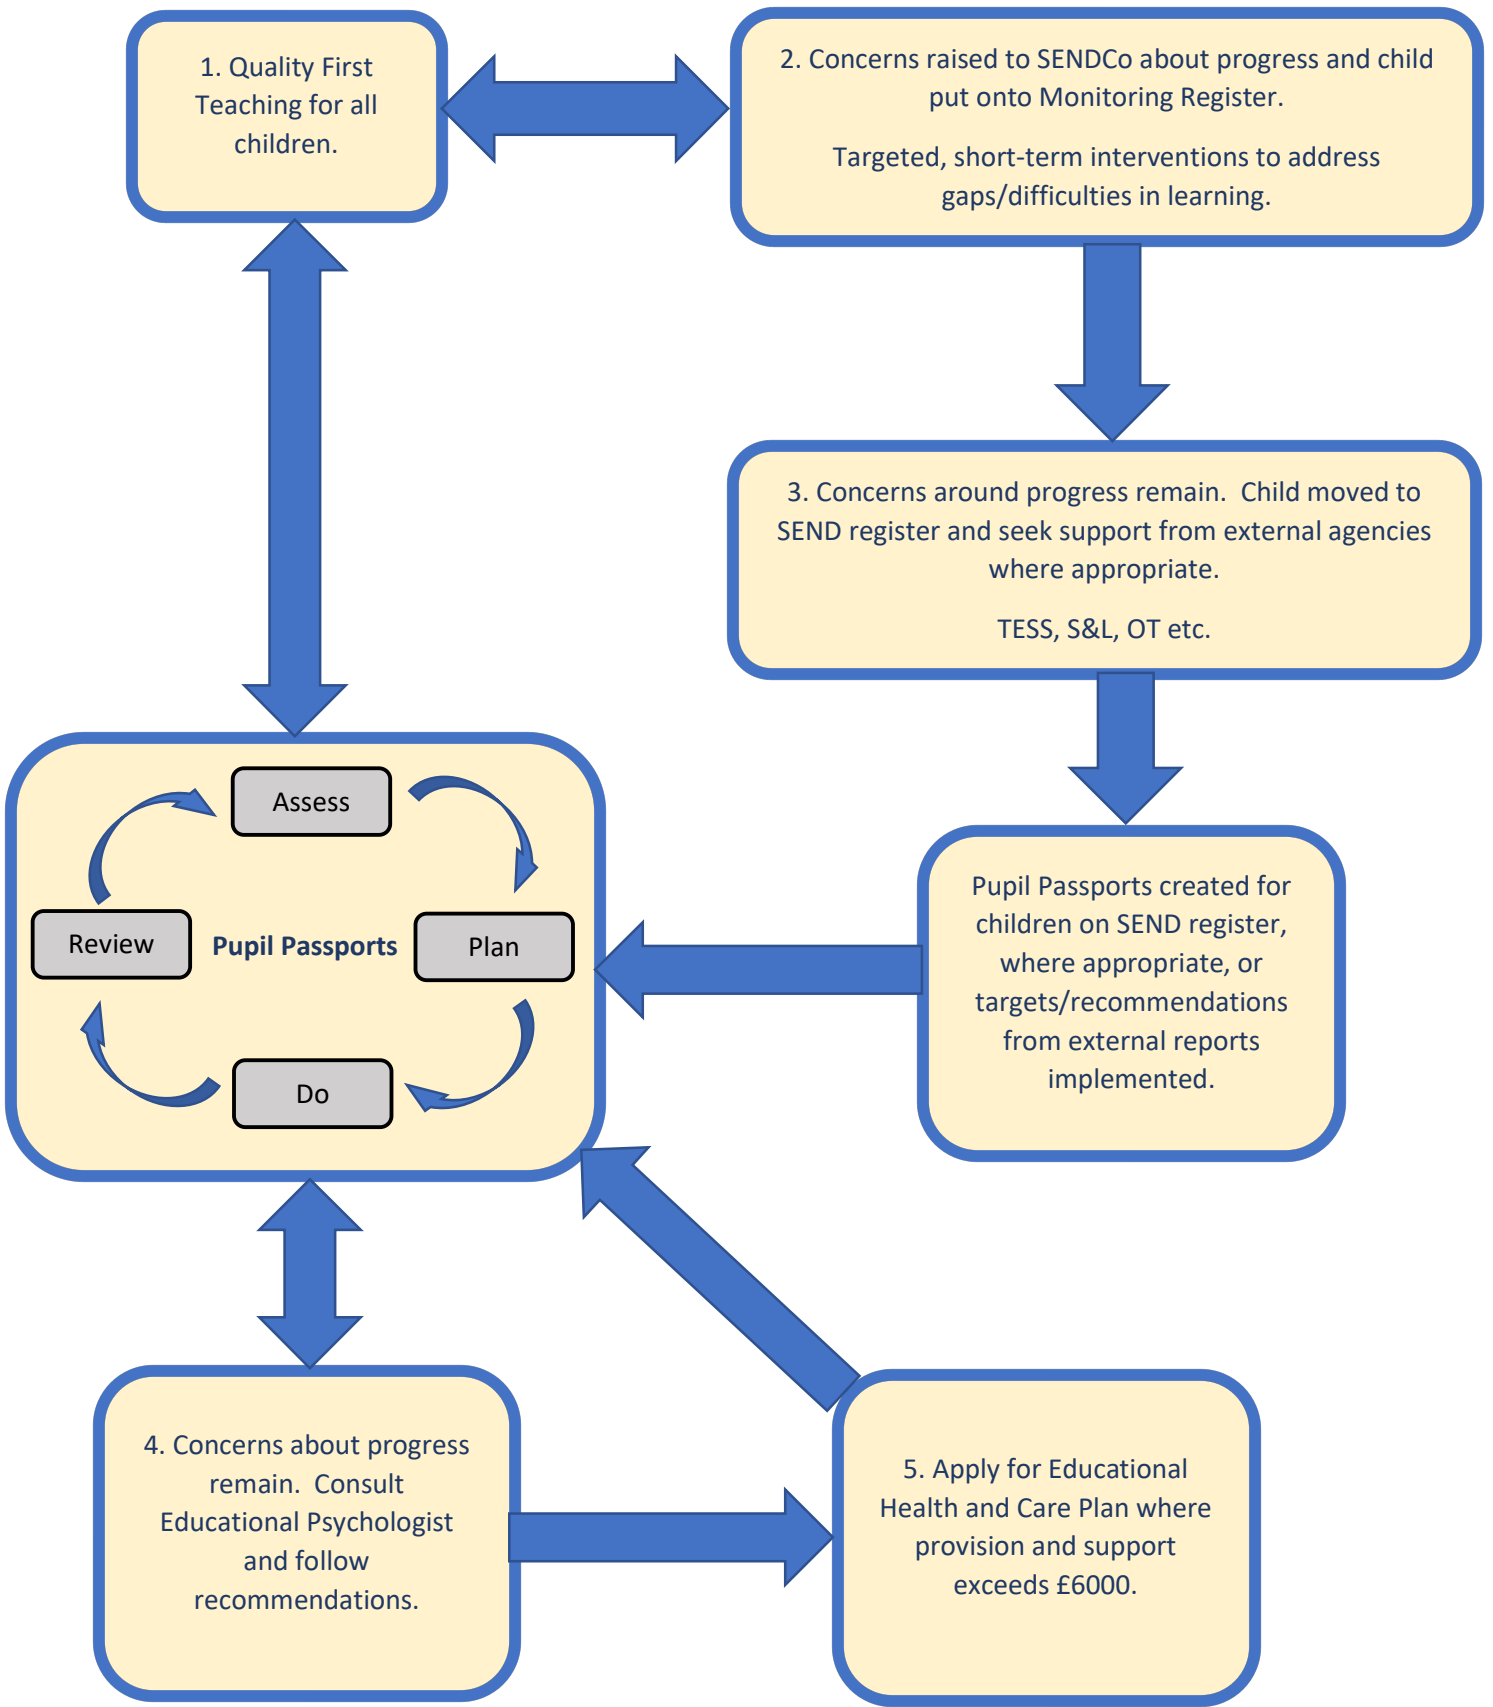 1. Quality First
Teaching for all
children.
2. Concerns raised to SENDCo about progress and child
put onto Monitoring Register.
Targeted, short-term interventions to address
gaps/difficulties in learning.
3. Concerns around progress remain.  Child moved to
SEND register and seek support from external agencies
where appropriate.
TESS, S&L, OT etc.
Assess
Review
Pupil Passports
Plan
Do
Pupil Passports created for
children on SEND register,
where appropriate, or
targets/recommendations
from external reports
implemented.
4. Concerns about progress
remain.  Consult
Educational Psychologist
and follow
recommendations.
5. Apply for Educational
Health and Care Plan where
provision and support
exceeds £6000.